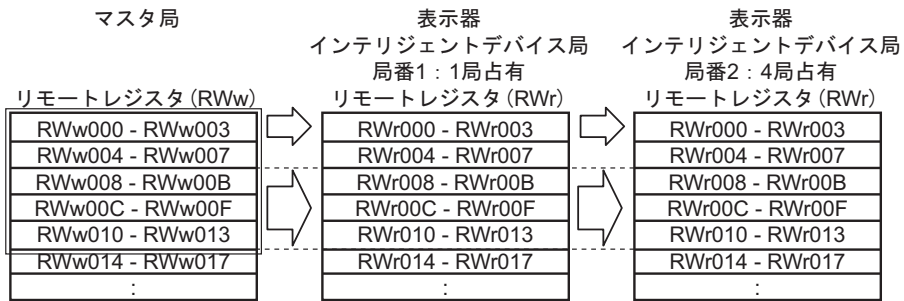 マスタ局
リモートレジスタ(RWw)
RWw000 - RWw003
RWw004 - RWw007
RWw008 - RWw00B
RWw00C - RWw00F
RWw010 - RWw013
RWw014 - RWw017
:
表示器
インテリジェントデバイス局
局番1：1局占有
リモートレジスタ(RWr)
RWr000 - RWr003
RWr004 - RWr007
RWr008 - RWr00B
RWr00C - RWr00F
RWr010 - RWr013
RWr014 - RWr017
:
表示器
インテリジェントデバイス局
局番2：4局占有
リモートレジスタ(RWr)
RWr000 - RWr003
RWr004 - RWr007
RWr008 - RWr00B
RWr00C - RWr00F
RWr010 - RWr013
RWr014 - RWr017
: